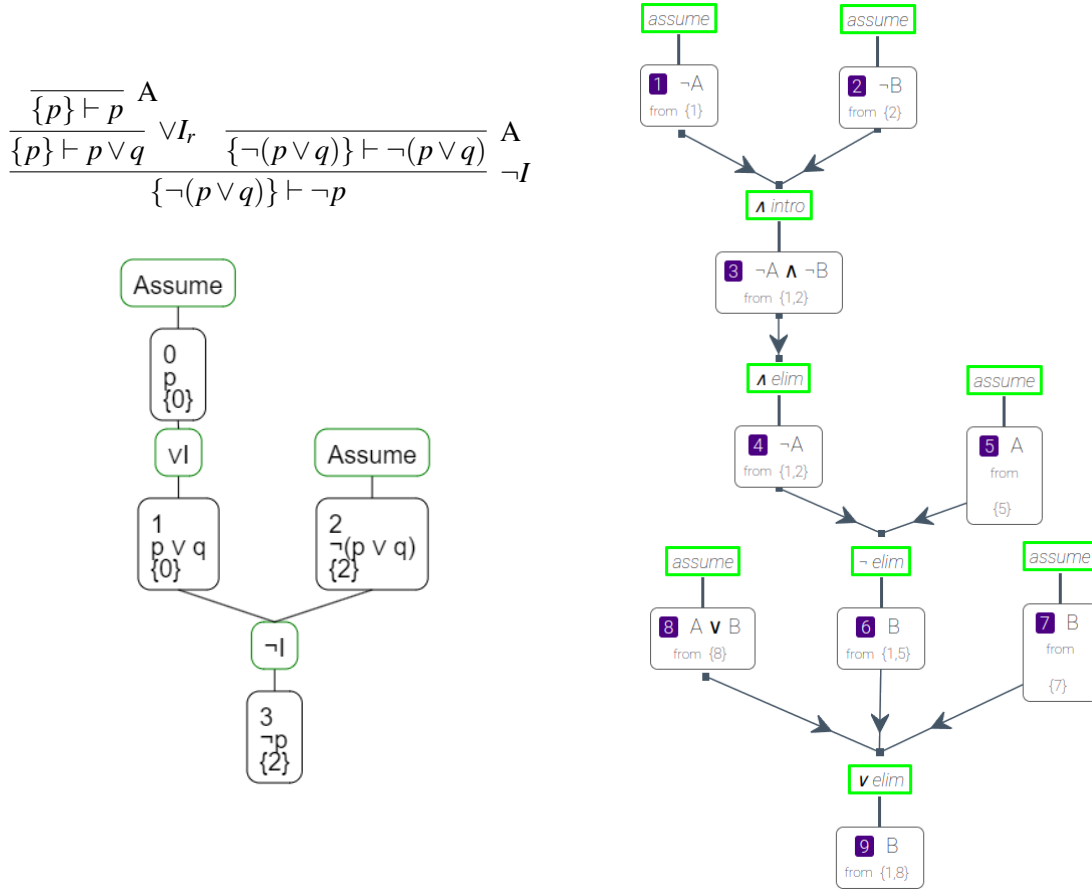 {p} ⊢ p A
{p} ⊢ p ∨ q ∨Iᵣ {¬(p ∨ q)} ⊢ ¬(p ∨ q) A
{¬(p ∨ q)} ⊢ ¬p ¬I
Assume
0
p
{0}
∨I
Assume
1
p ∨ q
{0}
2
¬(p ∨ q)
{2}
¬I
3
¬p
{2}
assume
assume
1 ¬A
from {1}
2 ¬B
from {2}
∧ intro
3 ¬A ∧ ¬B
from {1,2}
∧ elim
assume
4 ¬A
from {1,2}
5 A
from
{5}
assume
¬ elim
assume
8 A ∨ B
from {8}
6 B
from {1,5}
7 B
from
{7}
∨ elim
9 B
from {1,8}